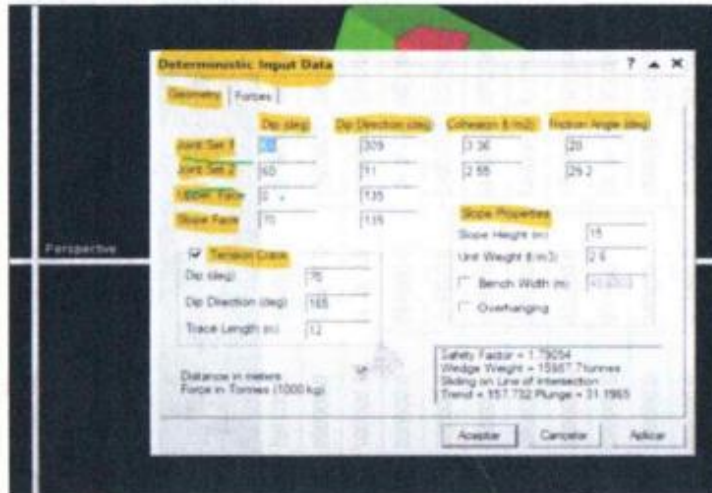 Deterministic Input Data ? ▲ ✕
Geometry Forces
Dip (deg) Dip Direction (deg) Cohesion (t/m2) Friction Angle (deg)
Joint Set 1 309 3.36 20
Joint Set 2 60 11 2.55 29.2
Upper Face 0 135
Slope Face 70 135
Slope Properties
Slope Height (m) 15
Unit Weight (t/m3) 2.6
Bench Width (m)
Overhanging
Perspective
Tension Crack
Dip (deg) 70
Dip Direction (deg) 165
Trace Length (m) 12
Distance in meters
Force in Tonnes (1000 kg)
Safety Factor = 1.79054
Wedge Weight = 15987.7tonnes
Sliding on Line of Intersection
Trend = 157.732 Plunge = 31.1965
Aceptar Cancelar Aplicar